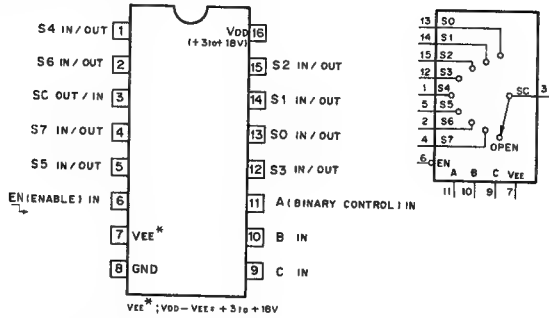 S4 IN/OUT 1
S6 IN/OUT 2
SC OUT/IN 3
S7 IN/OUT 4
S5 IN/OUT 5
EN(ENABLE) IN 6
7 VEE*
8 GND
VDD 16
(+3 to + 18V)
15 S2 IN/OUT
14 S1 IN/OUT
13 S0 IN/OUT
12 S3 IN/OUT
11 A (BINARY CONTROL) IN
10 B IN
9 C IN
VEE*; VDD-VEE= +3 to +18V
13 S0
14 S1
15 S2
12 S3
1 S4
5 S5
2 S6
4 S7
SC 3
OPEN
6 EN
A B C VEE
11 10 9 7